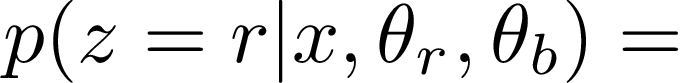 p(z = r|x, θ_r, θ_b) =